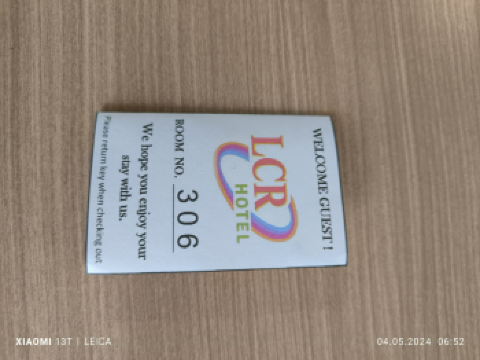 WELCOME GUEST !
LCR
HOTEL
ROOM NO. 306
We hope you enjoy your
stay with us.
Please return key when checking out
XIAOMI 13T | LEICA
04.05.2024 06:52